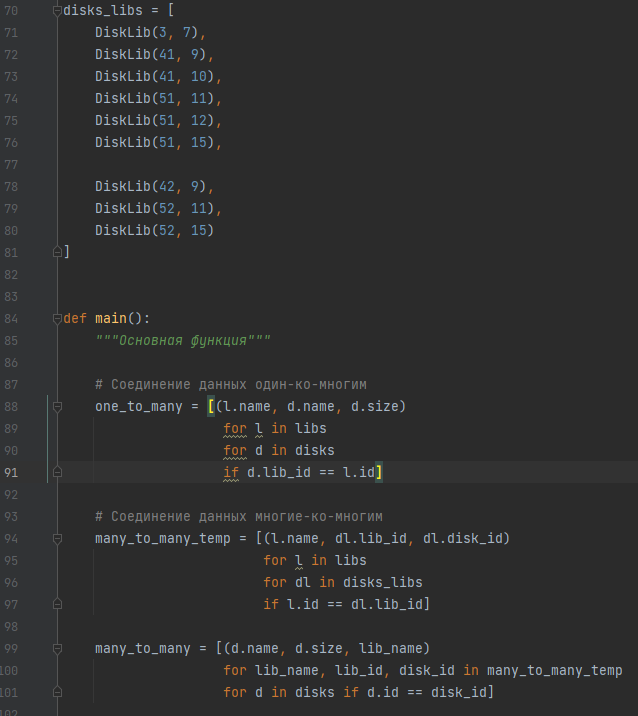 70 disks_libs = [
71     DiskLib(3, 7),
72     DiskLib(41, 9),
73     DiskLib(41, 10),
74     DiskLib(51, 11),
75     DiskLib(51, 12),
76     DiskLib(51, 15),
77
78     DiskLib(42, 9),
79     DiskLib(52, 11),
80     DiskLib(52, 15)
81 ]
82
83
84 def main():
85     """Основная функция"""
86
87     # Соединение данных один-ко-многим
88     one_to_many = [(l.name, d.name, d.size)
89                     for l in libs
90                     for d in disks
91                     if d.lib_id == l.id]
92
93     # Соединение данных многие-ко-многим
94     many_to_many_temp = [(l.name, dl.lib_id, dl.disk_id)
95                          for l in libs
96                          for dl in disks_libs
97                          if l.id == dl.lib_id]
98
99     many_to_many = [(d.name, d.size, lib_name)
100                     for lib_name, lib_id, disk_id in many_to_many_temp
101                     for d in disks if d.id == disk_id]
102